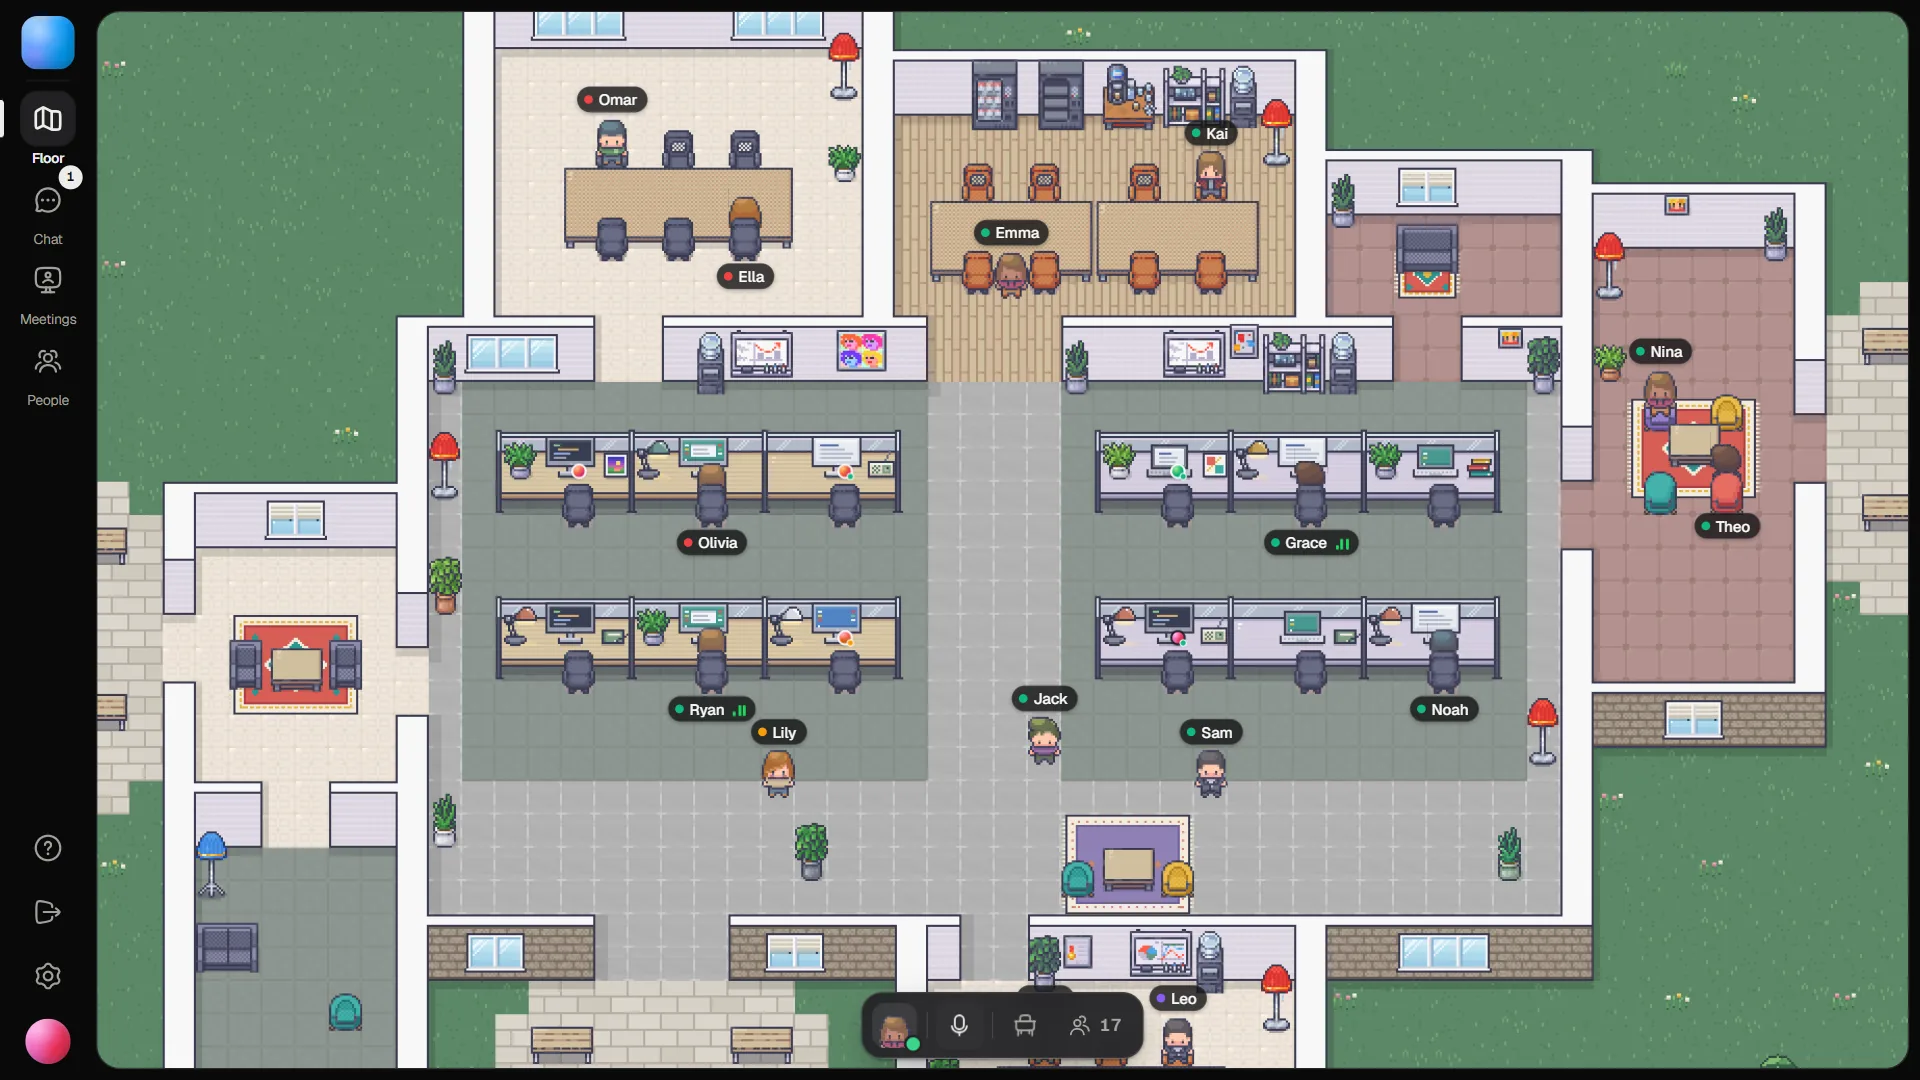 Floor
1
Chat
Meetings
People
Omar
Ella
Kai
Emma
Nina
Theo
Olivia
Grace
Ryan
Lily
Jack
Sam
Noah
Leo
17